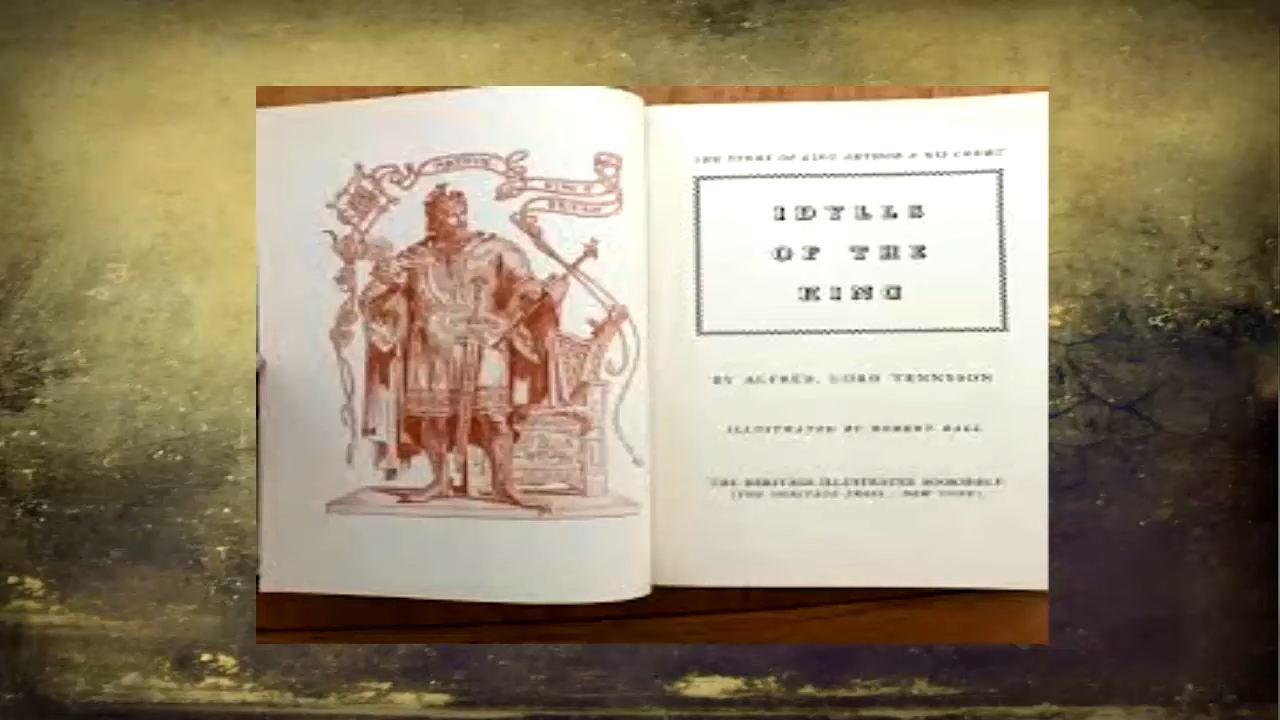 THE STORY OF KING ARTHUR & HIS COURT
IDYLLS
OF THE
KING
BY ALFRED, LORD TENNYSON
ILLUSTRATED BY ROBERT BALL
THE HERITAGE ILLUSTRATED BOOKSHELF
(THE HERITAGE PRESS · NEW YORK)